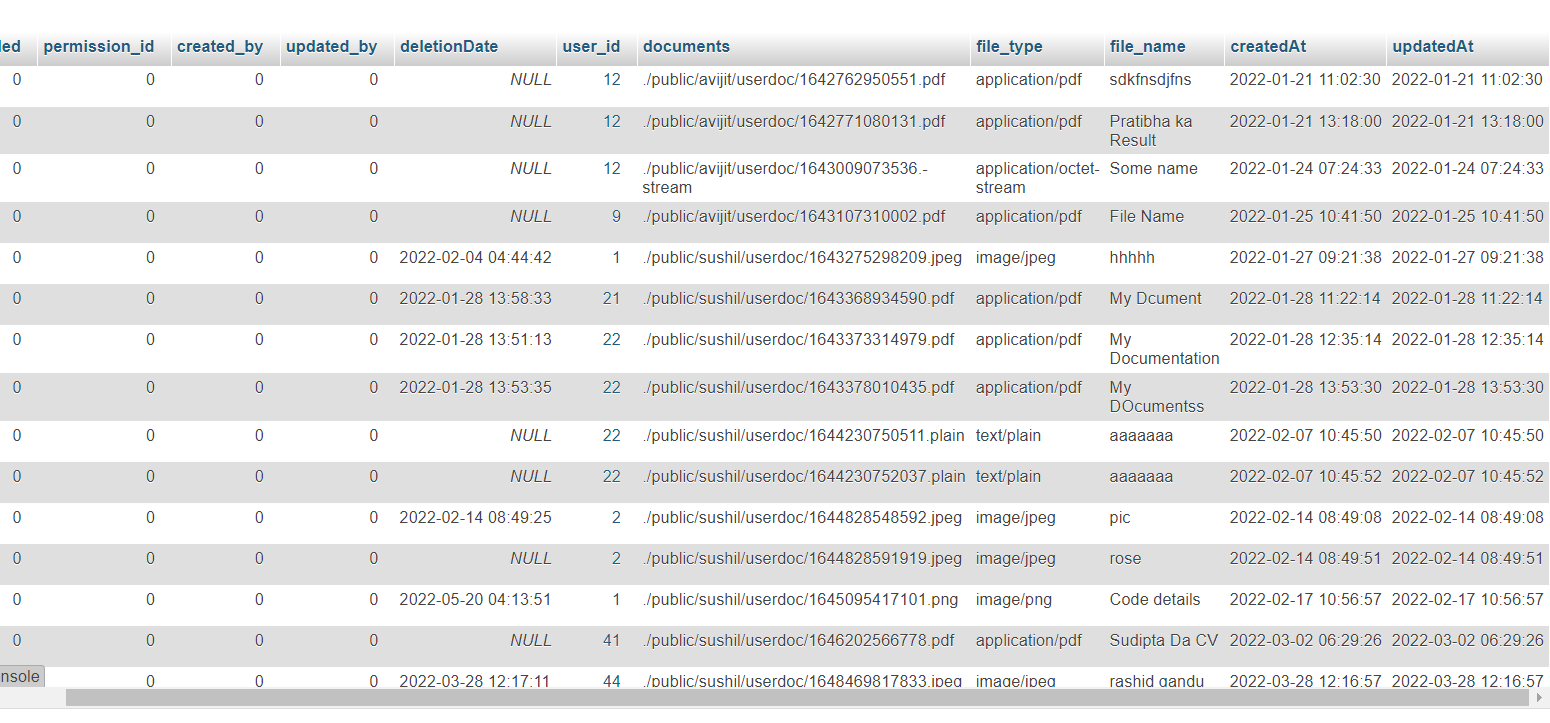 led permission_id created_by updated_by deletionDate user_id documents file_type file_name createdAt updatedAt
0 0 0 0 NULL 12 ./public/avijit/userdoc/1642762950551.pdf application/pdf sdkfnsdjfns 2022-01-21 11:02:30 2022-01-21 11:02:30
0 0 0 0 NULL 12 ./public/avijit/userdoc/1642771080131.pdf application/pdf Pratibha ka 2022-01-21 13:18:00 2022-01-21 13:18:00
Result
0 0 0 0 NULL 12 ./public/avijit/userdoc/1643009073536.- application/octet- Some name 2022-01-24 07:24:33 2022-01-24 07:24:33
stream stream
0 0 0 0 NULL 9 ./public/avijit/userdoc/1643107310002.pdf application/pdf File Name 2022-01-25 10:41:50 2022-01-25 10:41:50
0 0 0 0 2022-02-04 04:44:42 1 ./public/sushil/userdoc/1643275298209.jpeg image/jpeg hhhhh 2022-01-27 09:21:38 2022-01-27 09:21:38
0 0 0 0 2022-01-28 13:58:33 21 ./public/sushil/userdoc/1643368934590.pdf application/pdf My Dcument 2022-01-28 11:22:14 2022-01-28 11:22:14
0 0 0 0 2022-01-28 13:51:13 22 ./public/sushil/userdoc/1643373314979.pdf application/pdf My 2022-01-28 12:35:14 2022-01-28 12:35:14
Documentation
0 0 0 0 2022-01-28 13:53:35 22 ./public/sushil/userdoc/1643378010435.pdf application/pdf My 2022-01-28 13:53:30 2022-01-28 13:53:30
DOcumentss
0 0 0 0 NULL 22 ./public/sushil/userdoc/1644230750511.plain text/plain aaaaaaa 2022-02-07 10:45:50 2022-02-07 10:45:50
0 0 0 0 NULL 22 ./public/sushil/userdoc/1644230752037.plain text/plain aaaaaaa 2022-02-07 10:45:52 2022-02-07 10:45:52
0 0 0 0 2022-02-14 08:49:25 2 ./public/sushil/userdoc/1644828548592.jpeg image/jpeg pic 2022-02-14 08:49:08 2022-02-14 08:49:08
0 0 0 0 NULL 2 ./public/sushil/userdoc/1644828591919.jpeg image/jpeg rose 2022-02-14 08:49:51 2022-02-14 08:49:51
0 0 0 0 2022-05-20 04:13:51 1 ./public/sushil/userdoc/1645095417101.png image/png Code details 2022-02-17 10:56:57 2022-02-17 10:56:57
0 0 0 0 NULL 41 ./public/sushil/userdoc/1646202566778.pdf application/pdf Sudipta Da CV 2022-03-02 06:29:26 2022-03-02 06:29:26
nsole 0 0 0 2022-03-28 12:17:11 44 ./public/sushil/userdoc/1648469817833.jpeg image/jpeg rashid gandu 2022-03-28 12:16:57 2022-03-28 12:16:57